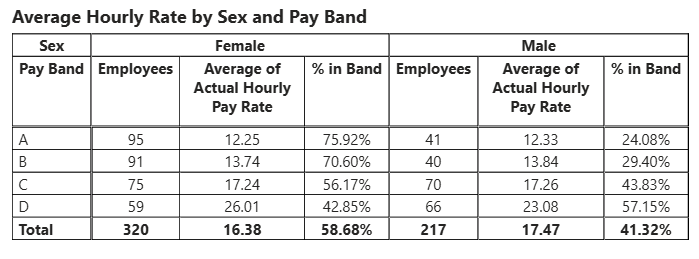 Average Hourly Rate by Sex and Pay Band
Sex Female Male
Pay Band Employees Average of Actual Hourly Pay Rate % in Band Employees Average of Actual Hourly Pay Rate % in Band
A 95 12.25 75.92% 41 12.33 24.08%
B 91 13.74 70.60% 40 13.84 29.40%
C 75 17.24 56.17% 70 17.26 43.83%
D 59 26.01 42.85% 66 23.08 57.15%
Total 320 16.38 58.68% 217 17.47 41.32%